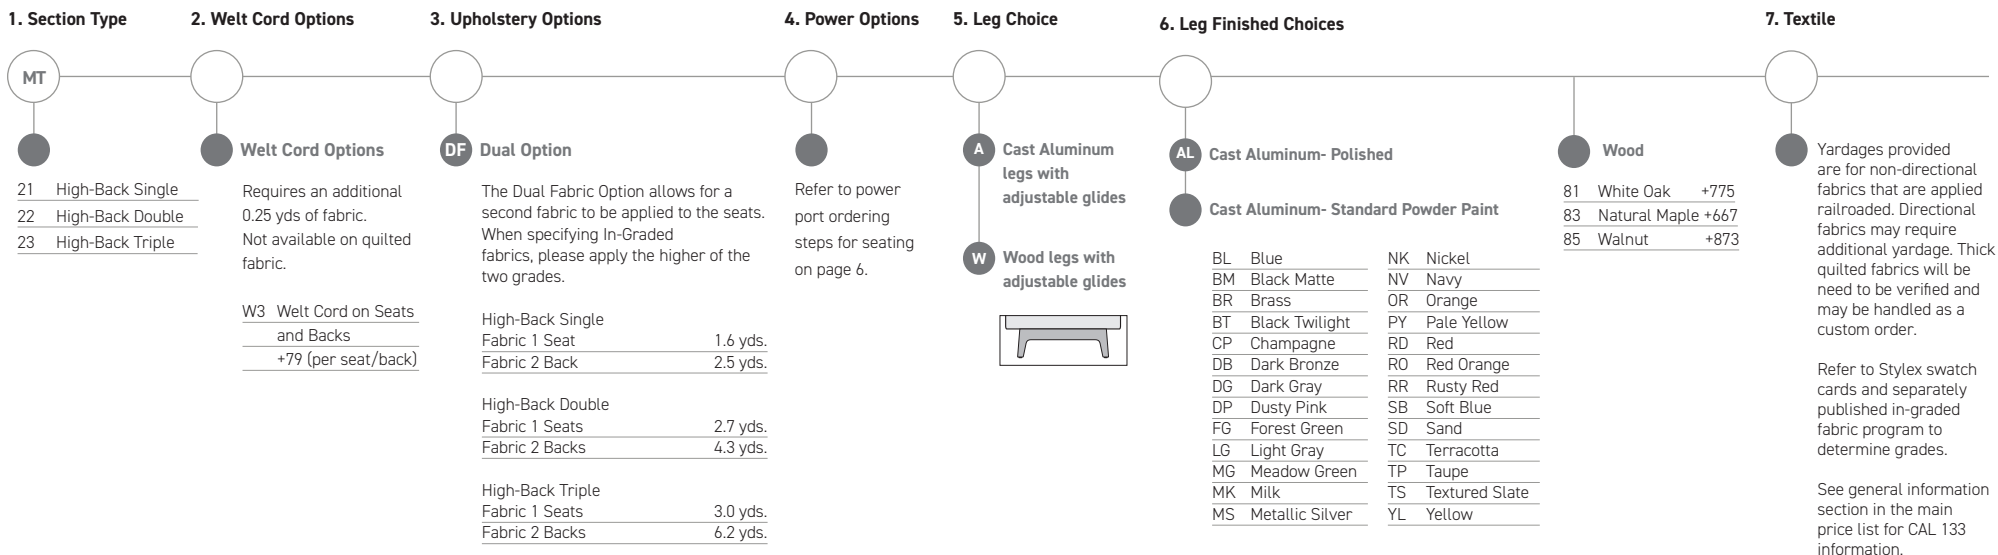 1. Section Type
MT
21 High-Back Single
22 High-Back Double
23 High-Back Triple
2. Welt Cord Options
Welt Cord Options
Requires an additional
0.25 yds of fabric.
Not available on quilted
fabric.
W3 Welt Cord on Seats
and Backs
+79 (per seat/back)
3. Upholstery Options
DF Dual Option
The Dual Fabric Option allows for a
second fabric to be applied to the seats.
When specifying In-Graded
fabrics, please apply the higher of the
two grades.
High-Back Single
Fabric 1 Seat 1.6 yds.
Fabric 2 Back 2.5 yds.
High-Back Double
Fabric 1 Seats 2.7 yds.
Fabric 2 Backs 4.3 yds.
High-Back Triple
Fabric 1 Seats 3.0 yds.
Fabric 2 Backs 6.2 yds.
4. Power Options
Refer to power
port ordering
steps for seating
on page 6.
5. Leg Choice
A Cast Aluminum
legs with
adjustable glides
W Wood legs with
adjustable glides
6. Leg Finished Choices
AL Cast Aluminum- Polished
Cast Aluminum- Standard Powder Paint
BL Blue
BM Black Matte
BR Brass
BT Black Twilight
CP Champagne
DB Dark Bronze
DG Dark Gray
DP Dusty Pink
FG Forest Green
LG Light Gray
MG Meadow Green
MK Milk
MS Metallic Silver
NK Nickel
NV Navy
OR Orange
PY Pale Yellow
RD Red
RO Red Orange
RR Rusty Red
SB Soft Blue
SD Sand
TC Terracotta
TP Taupe
TS Textured Slate
YL Yellow
Wood
81 White Oak +775
83 Natural Maple +667
85 Walnut +873
7. Textile
Yardages provided
are for non-directional
fabrics that are applied
railroaded. Directional
fabrics may require
additional yardage. Thick
quilted fabrics will be
need to be verified and
may be handled as a
custom order.
Refer to Stylex swatch
cards and separately
published in-graded
fabric program to
determine grades.
See general information
section in the main
price list for CAL 133
information.